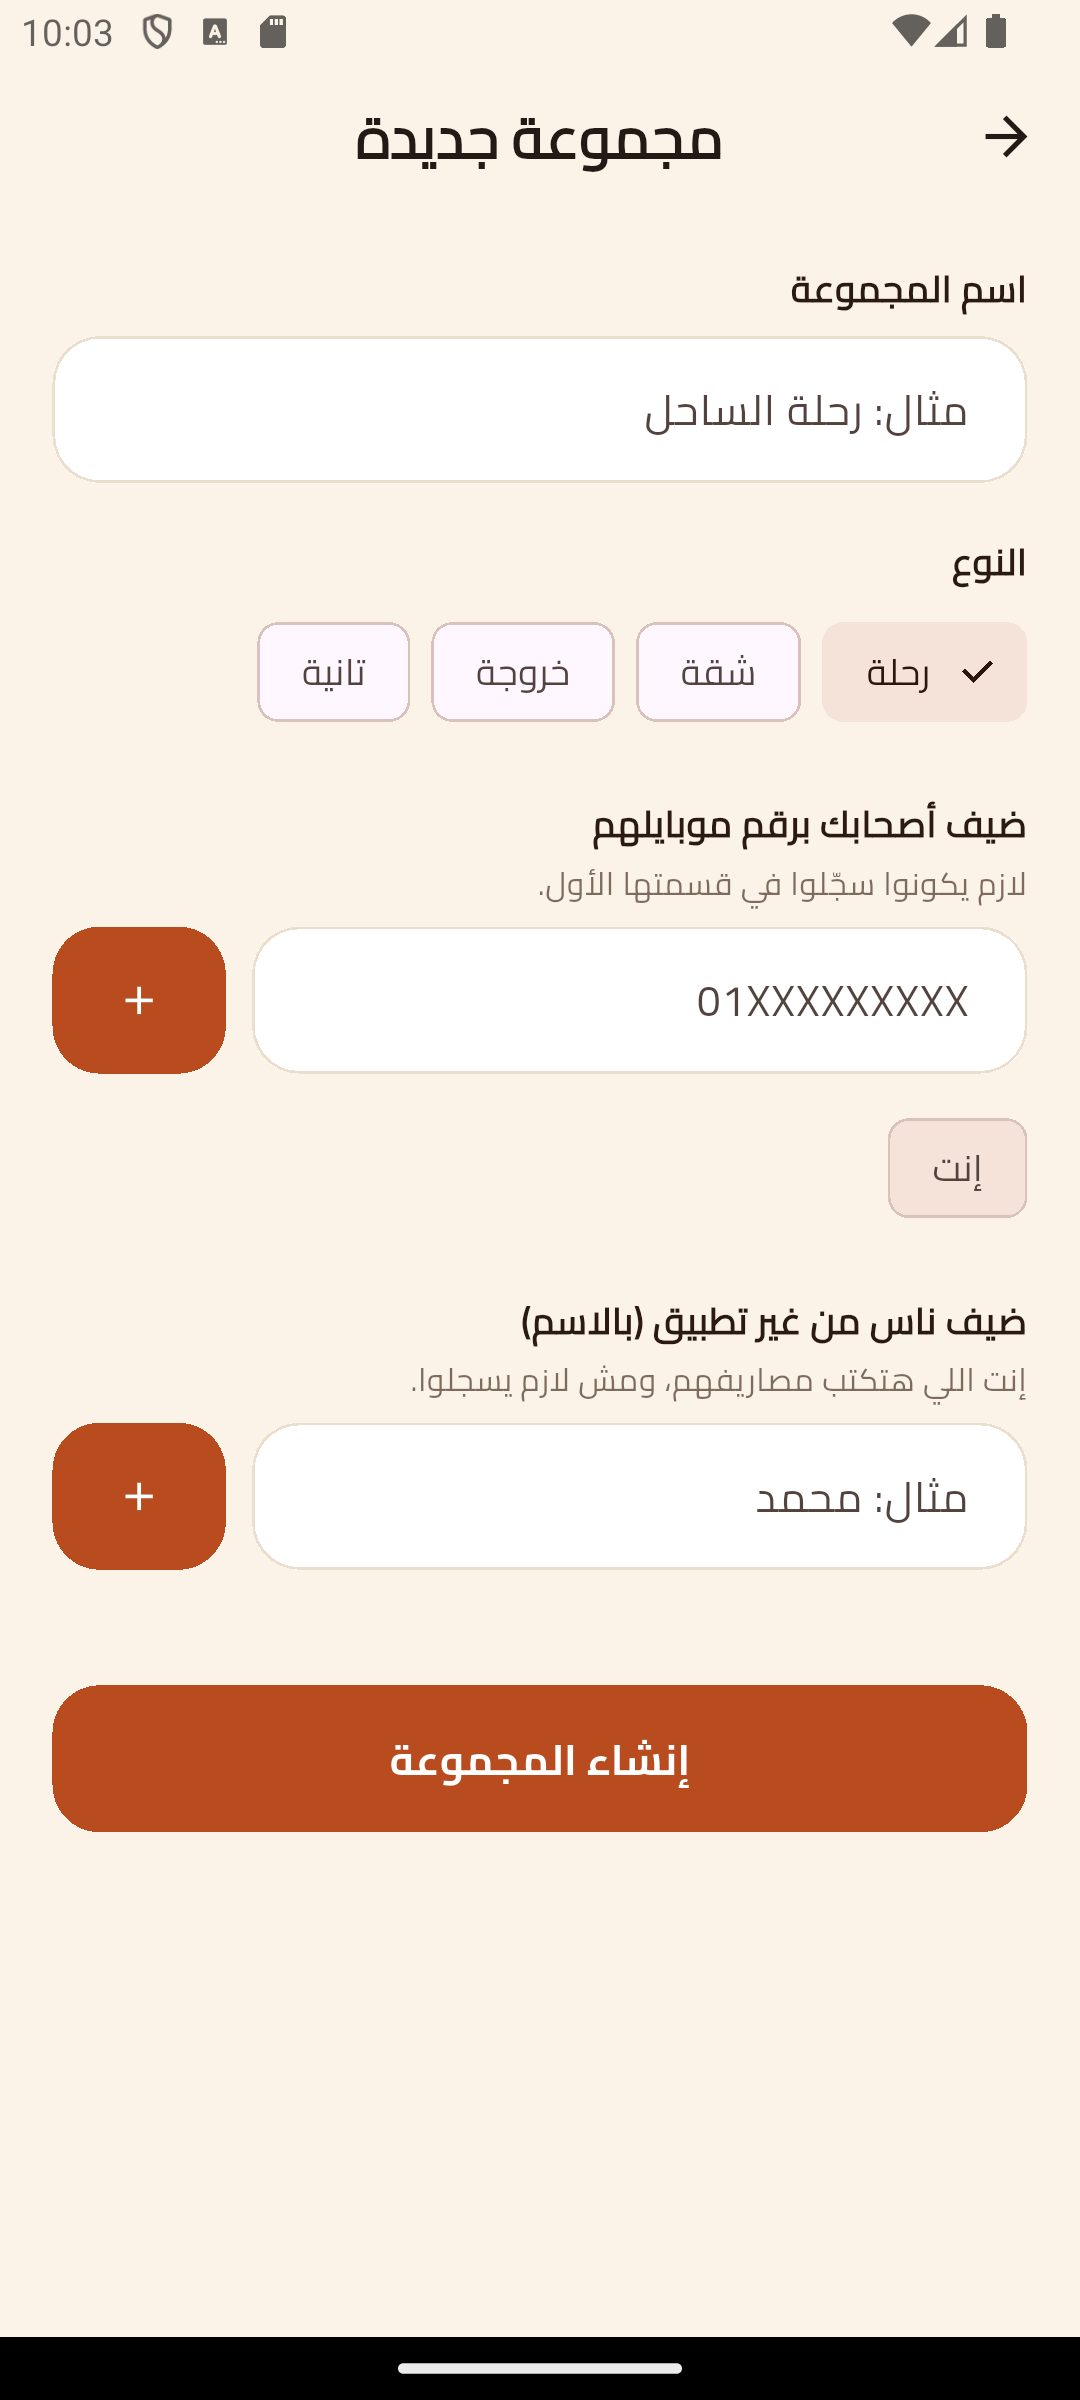 10:03
مجموعة جديدة
اسم المجموعة
مثال: رحلة الساحل
النوع
رحلة
شقة
خروجة
تانية
ضيف أصحابك برقم موبايلهم
لازم يكونوا سجّلوا في قسمتها الأول.
01XXXXXXXXX
إنت
ضيف ناس من غير تطبيق (بالاسم)
إنت اللي هتكتب مصاريفهم، ومش لازم يسجلوا.
مثال: محمد
إنشاء المجموعة